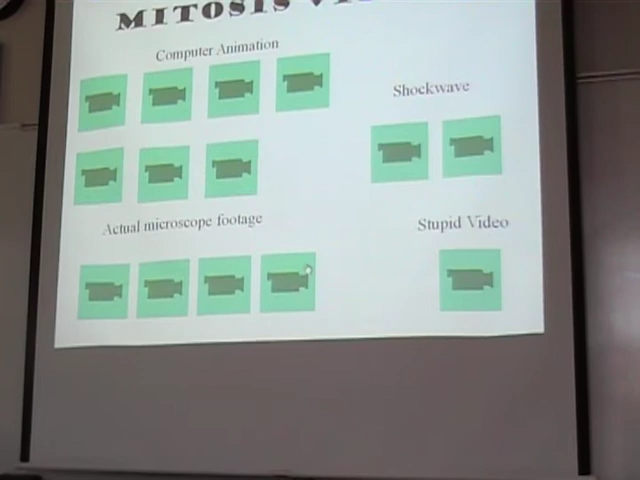 MITOSIS
Computer Animation
Shockwave
Actual microscope footage
Stupid Video